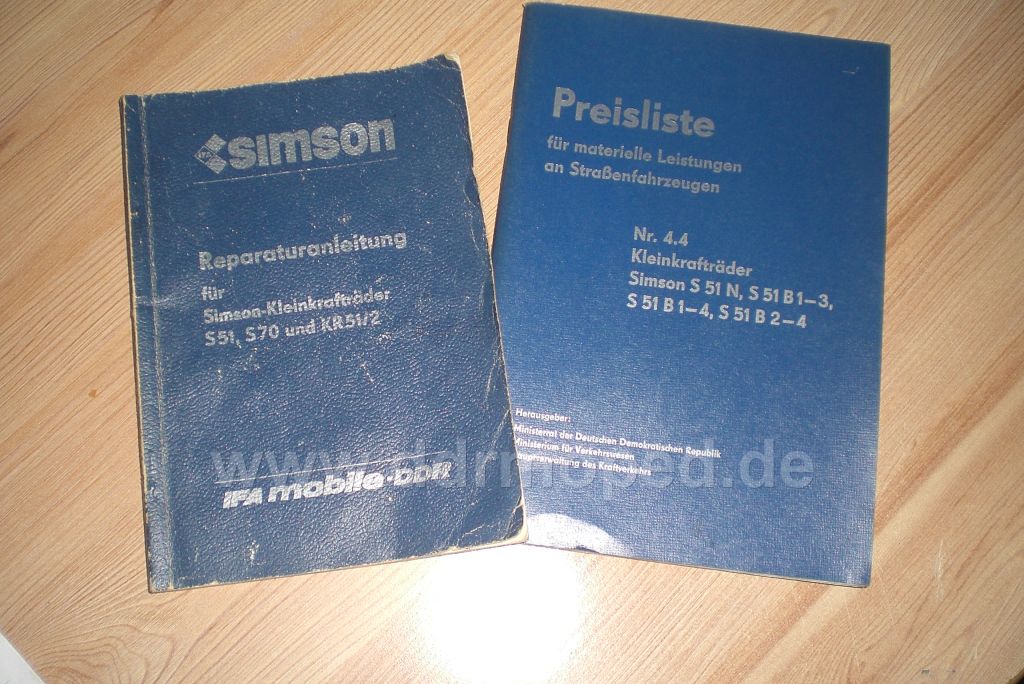 simson
Reparaturanleitung
für
Simson-Kleinkrafträder
S51, S70 und KR51/2
IFA mobile-DDR
Preisliste
für materielle Leistungen
an Straßenfahrzeugen
Nr. 4.4
Kleinkrafträder
Simson S 51 N, S 51 B 1–3,
S 51 B 1–4, S 51 B 2–4
Herausgeber:
Ministerrat der Deutschen Demokratischen Republik
Ministerium für Verkehrswesen
Hauptverwaltung des Kraftverkehrs
www.ddrmoped.de